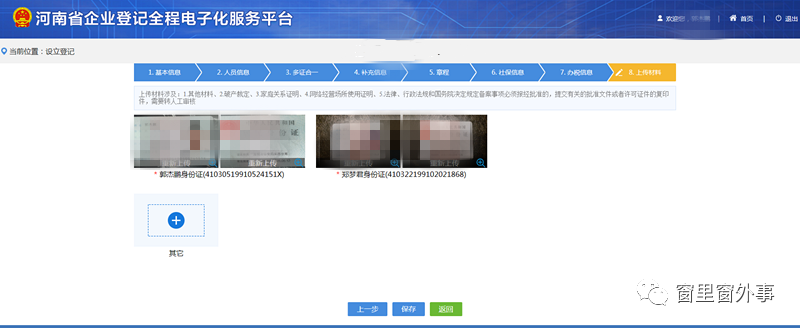 河南省企业登记全程电子化服务平台
欢迎您, 首页 退出
当前位置:设立登记
1. 基本信息 2. 人员信息 3. 多证合一 4. 补充信息 5. 章程 6. 社保信息 7. 办税信息 8. 上传材料
上传材料涉及:1.其他材料、2.破产裁定、3.家庭关系证明、4.网络经营场所使用证明、5.法律、行政法规和国务院决定规定备案事项必须报经批准的,提交有关的批准文件或者许可证件的复印
件,需要转人工审核
重新上传 重新上传 重新上传 重新上传
* 郭杰鹏身份证(41030519910524151X) * 郑梦君身份证(410322199102021868)
其它
上一步 保存 返回
窗里窗外事